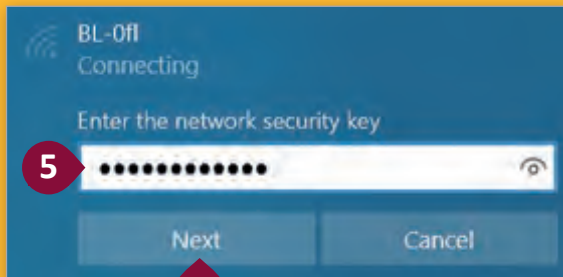 BL-0fl
Connecting
Enter the network security key
5
••••••••••••
Next
Cancel